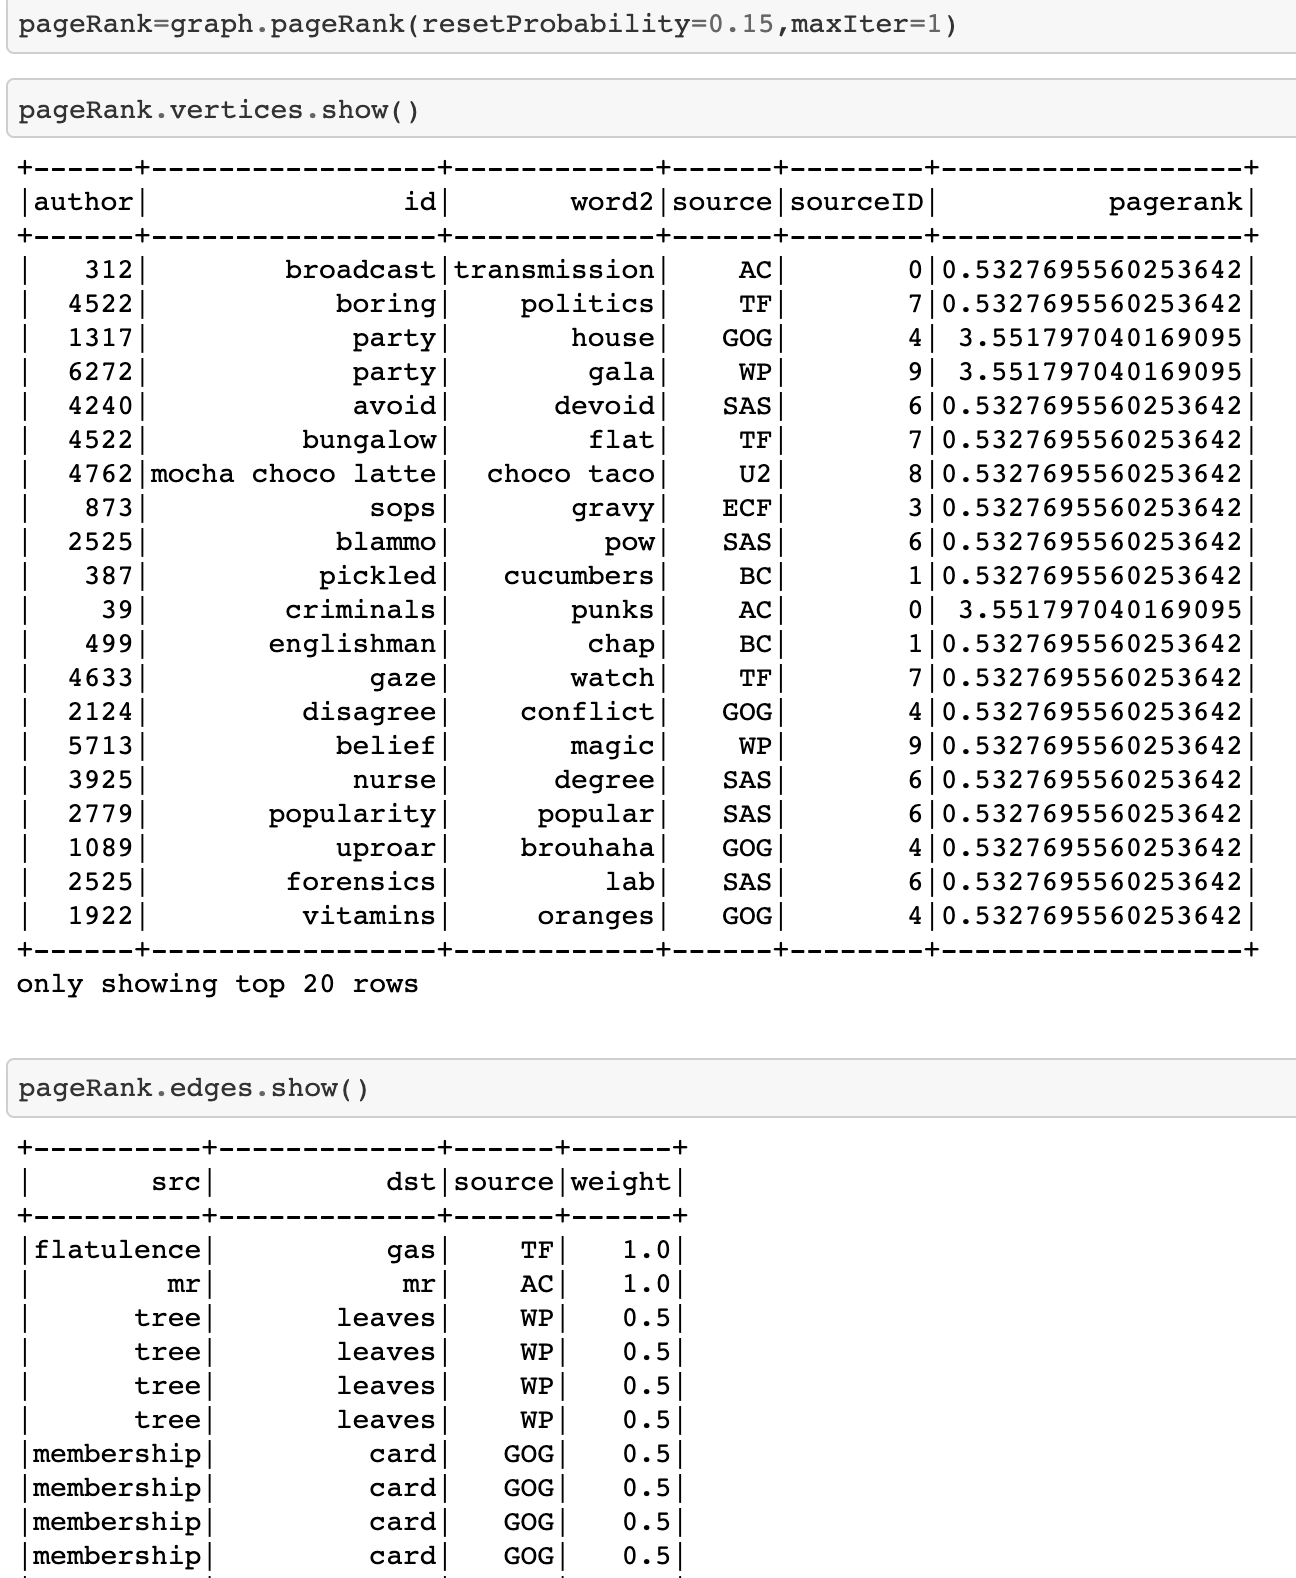 pageRank=graph.pageRank(resetProbability=0.15,maxIter=1)
pageRank.vertices.show()
+------+-----------------+------------+------+--------+------------------+
|author|               id|       word2|source|sourceID|          pagerank|
+------+-----------------+------------+------+--------+------------------+
|   312|        broadcast|transmission|    AC|       0|0.5327695560253642|
|  4522|           boring|    politics|    TF|       7|0.5327695560253642|
|  1317|            party|       house|   GOG|       4| 3.551797040169095|
|  6272|            party|        gala|    WP|       9| 3.551797040169095|
|  4240|            avoid|      devoid|   SAS|       6|0.5327695560253642|
|  4522|         bungalow|        flat|    TF|       7|0.5327695560253642|
|  4762|mocha choco latte|  choco taco|    U2|       8|0.5327695560253642|
|   873|             sops|       gravy|   ECF|       3|0.5327695560253642|
|  2525|           blammo|         pow|   SAS|       6|0.5327695560253642|
|   387|          pickled|   cucumbers|    BC|       1|0.5327695560253642|
|    39|        criminals|       punks|    AC|       0| 3.551797040169095|
|   499|       englishman|        chap|    BC|       1|0.5327695560253642|
|  4633|             gaze|       watch|    TF|       7|0.5327695560253642|
|  2124|         disagree|    conflict|   GOG|       4|0.5327695560253642|
|  5713|           belief|       magic|    WP|       9|0.5327695560253642|
|  3925|            nurse|      degree|   SAS|       6|0.5327695560253642|
|  2779|       popularity|     popular|   SAS|       6|0.5327695560253642|
|  1089|           uproar|    brouhaha|   GOG|       4|0.5327695560253642|
|  2525|        forensics|         lab|   SAS|       6|0.5327695560253642|
|  1922|         vitamins|     oranges|   GOG|       4|0.5327695560253642|
+------+-----------------+------------+------+--------+------------------+
only showing top 20 rows
pageRank.edges.show()
+----------+-------------+------+------+
|       src|          dst|source|weight|
+----------+-------------+------+------+
|flatulence|          gas|    TF|   1.0|
|        mr|           mr|    AC|   1.0|
|      tree|       leaves|    WP|   0.5|
|      tree|       leaves|    WP|   0.5|
|      tree|       leaves|    WP|   0.5|
|      tree|       leaves|    WP|   0.5|
|membership|         card|   GOG|   0.5|
|membership|         card|   GOG|   0.5|
|membership|         card|   GOG|   0.5|
|membership|         card|   GOG|   0.5|